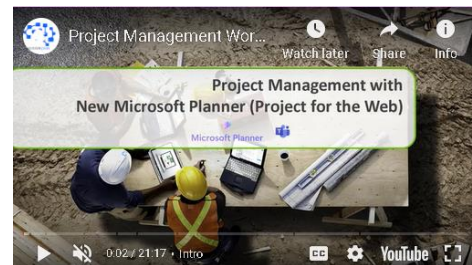 Project Management Wor...
Watch later
Share
Info
Project Management with
New Microsoft Planner (Project for the Web)
Microsoft Planner
0:02 / 21:17 • Intro
CC
YouTube